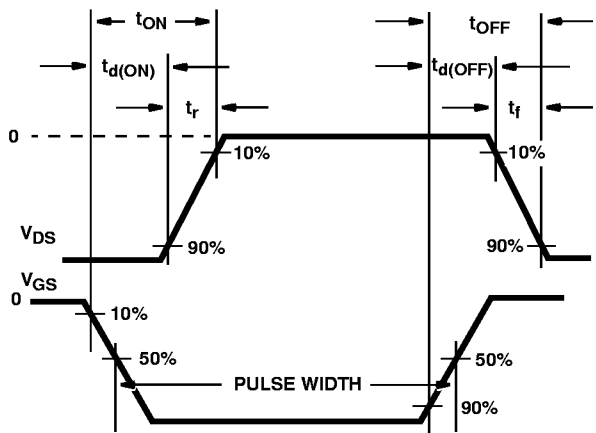 tON
tOFF
td(ON)
td(OFF)
tr
tf
0
10%
10%
VDS
90%
90%
VGS
0
10%
50%
50%
PULSE WIDTH
90%